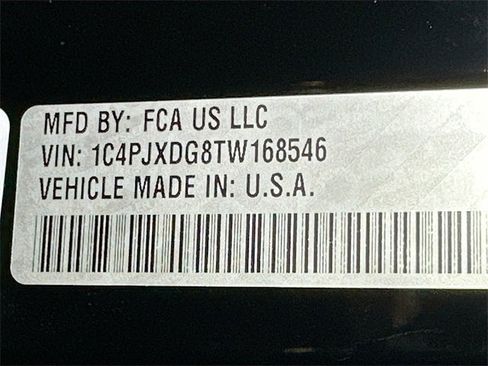 MFD BY: FCA US LLC
VIN: 1C4PJXDG8TW168546
VEHICLE MADE IN: U.S.A.